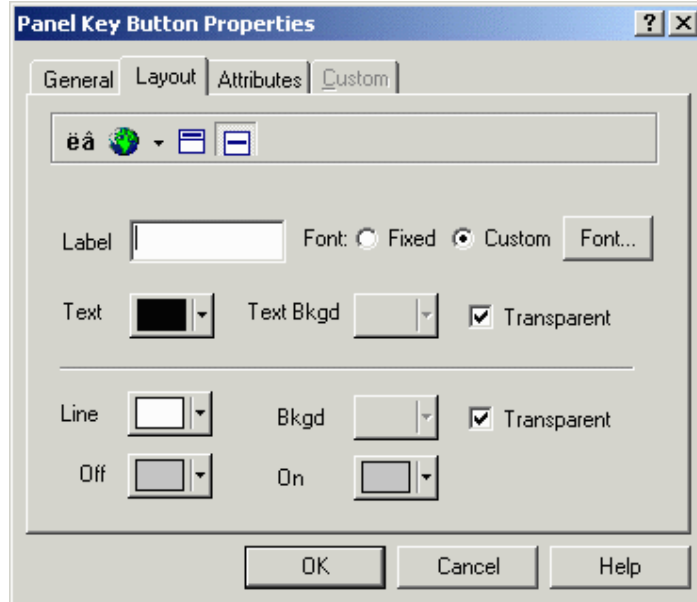 Panel Key Button Properties
General Layout Attributes Custom
ëâ
Label Font: Fixed Custom Font...
Text Text Bkgd Transparent
Line Bkgd Transparent
Off On
OK Cancel Help